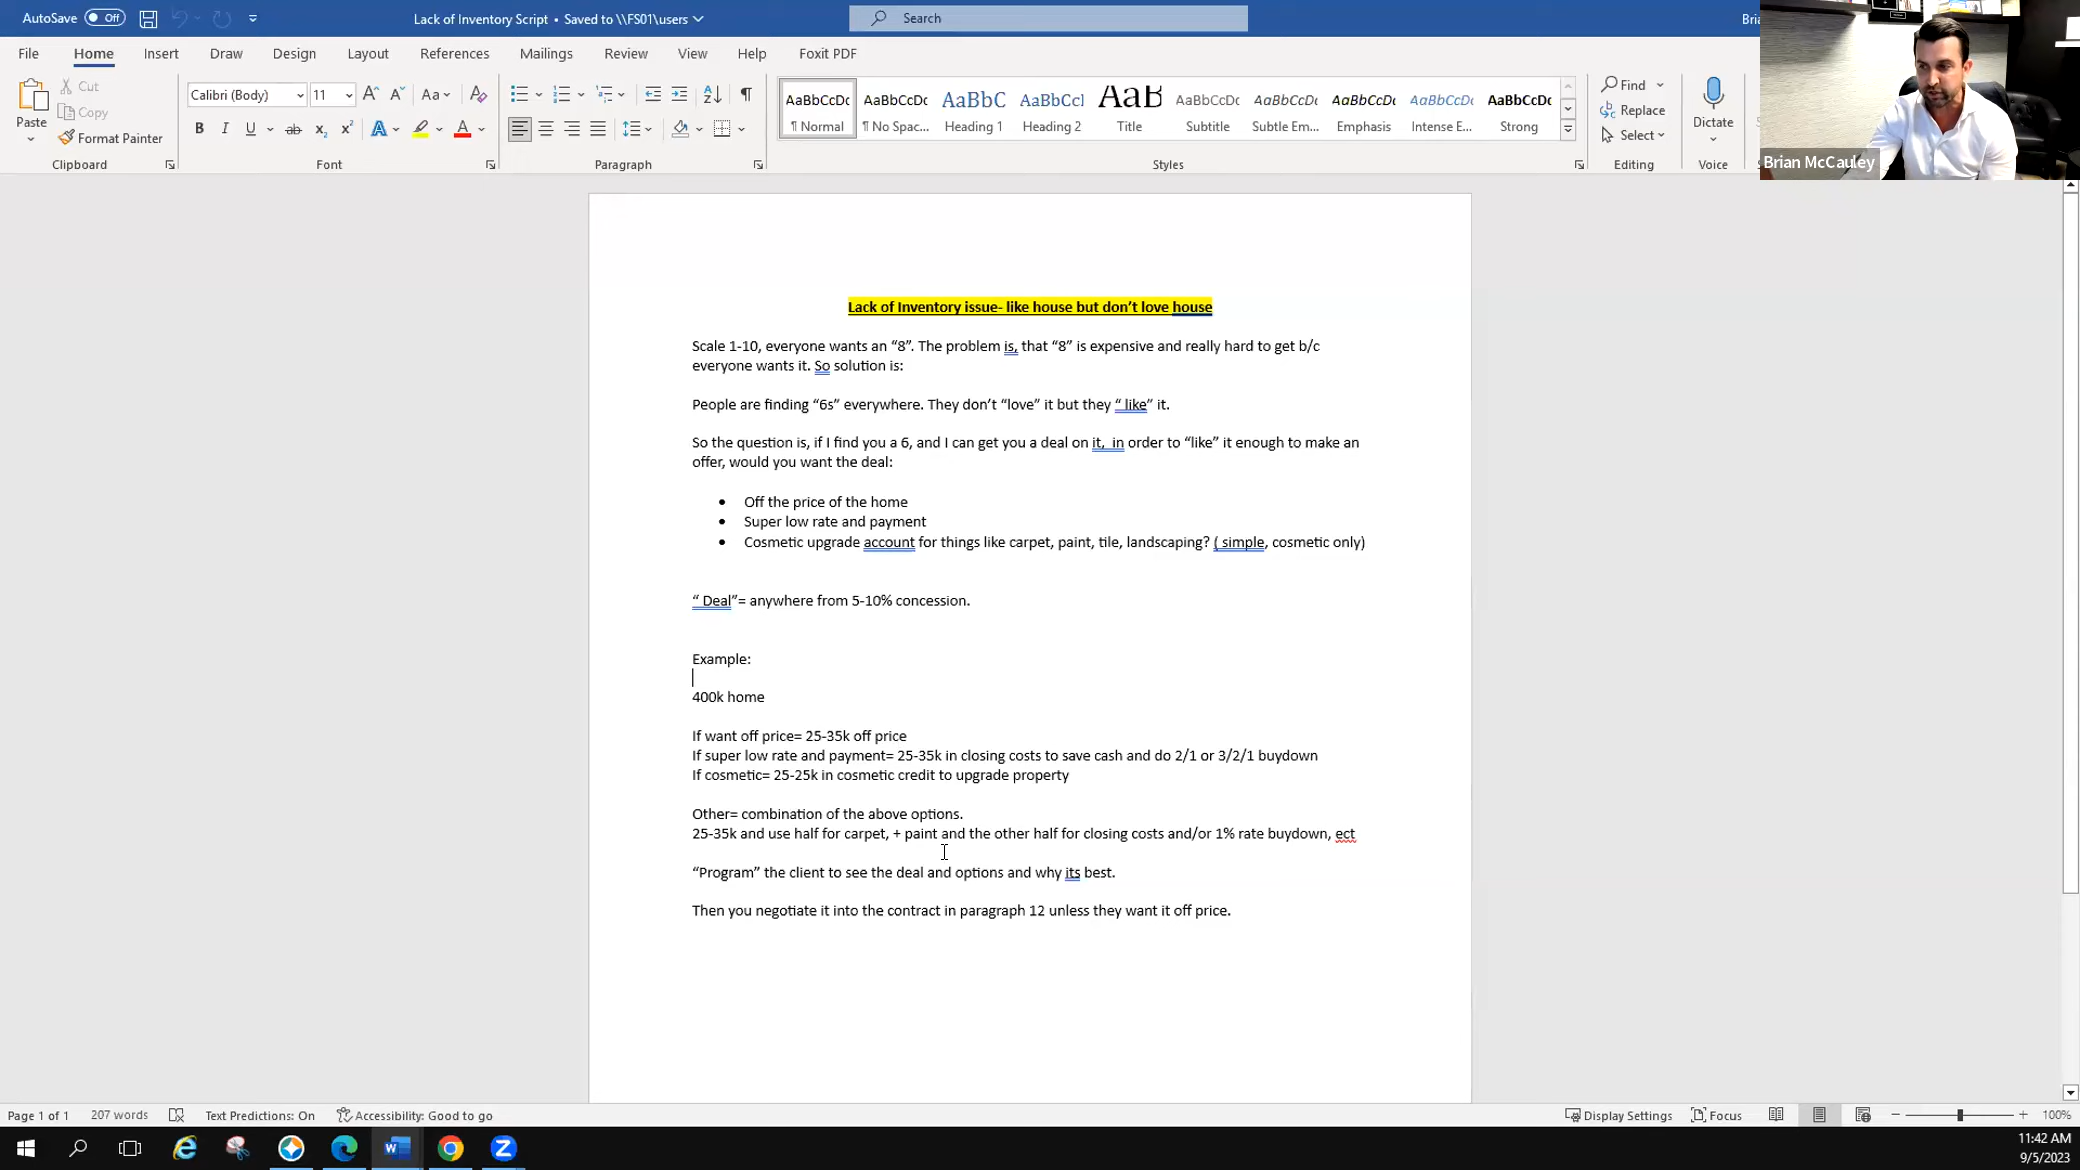 AutoSave Off
Lack of Inventory Script • Saved to \\FS01\users
Search
File Home Insert Draw Design Layout References Mailings Review View Help Foxit PDF
Paste
Cut
Copy
Format Painter
Clipboard
Calibri (Body) 11
Font
Paragraph
AaBbCcDc ¶ Normal
AaBbCcDc ¶ No Spac...
AaBbC Heading 1
AaBbCcl Heading 2
AaB Title
AaBbCcDc Subtitle
AaBbCcDt Subtle Em...
AaBbCcDt Emphasis
AaBbCcDt Intense E...
AaBbCcDc Strong
Styles
Find
Replace
Select
Editing
Dictate
Voice
Brian McCauley
Lack of Inventory issue- like house but don’t love house
Scale 1-10, everyone wants an “8”. The problem is, that “8” is expensive and really hard to get b/c
everyone wants it. So solution is:
People are finding “6s” everywhere. They don’t “love” it but they “ like” it.
So the question is, if I find you a 6, and I can get you a deal on it,  in order to “like” it enough to make an
offer, would you want the deal:
• Off the price of the home
• Super low rate and payment
• Cosmetic upgrade account for things like carpet, paint, tile, landscaping? ( simple, cosmetic only)
“ Deal”= anywhere from 5-10% concession.
Example:
400k home
If want off price= 25-35k off price
If super low rate and payment= 25-35k in closing costs to save cash and do 2/1 or 3/2/1 buydown
If cosmetic= 25-25k in cosmetic credit to upgrade property
Other= combination of the above options.
25-35k and use half for carpet, + paint and the other half for closing costs and/or 1% rate buydown, ect
“Program” the client to see the deal and options and why its best.
Then you negotiate it into the contract in paragraph 12 unless they want it off price.
Page 1 of 1 207 words Text Predictions: On Accessibility: Good to go
Display Settings Focus 100%
11:42 AM
9/5/2023